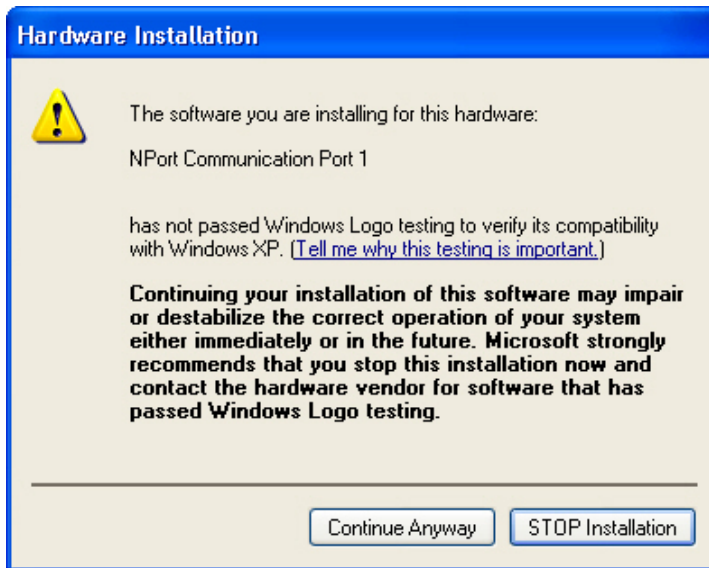 Hardware Installation
The software you are installing for this hardware:
NPort Communication Port 1
has not passed Windows Logo testing to verify its compatibility
with Windows XP. (Tell me why this testing is important.)
Continuing your installation of this software may impair
or destabilize the correct operation of your system
either immediately or in the future. Microsoft strongly
recommends that you stop this installation now and
contact the hardware vendor for software that has
passed Windows Logo testing.
Continue Anyway
STOP Installation